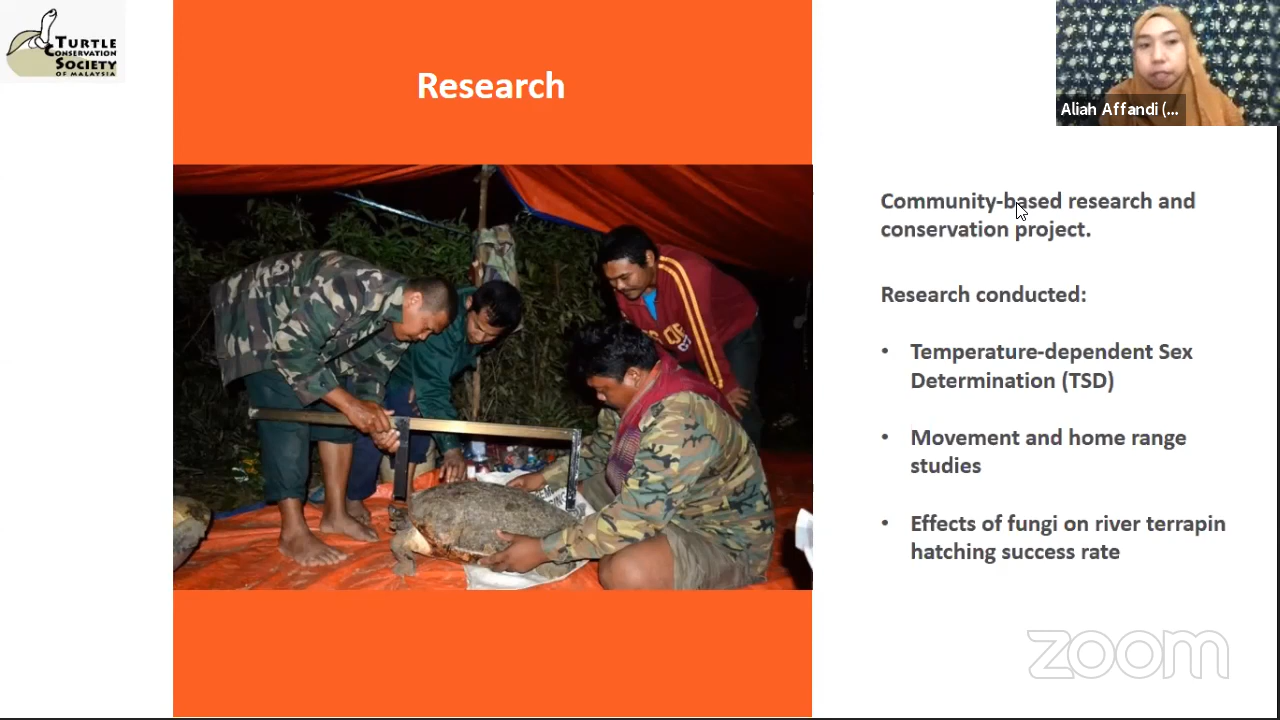 TURTLE
CONSERVATION
SOCIETY
OF MALAYSIA
Research
Aliah Affandi (...
Community-based research and
conservation project.
Research conducted:
• Temperature-dependent Sex
Determination (TSD)
• Movement and home range
studies
• Effects of fungi on river terrapin
hatching success rate
zoom